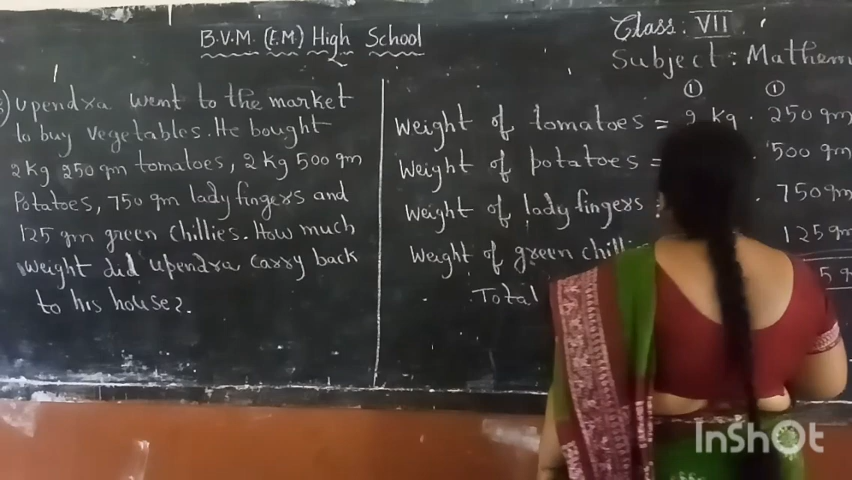 B.V.M. (E.M.) High School
Class: VII
Subject: Mathem
Upendra went to the market
to buy vegetables. He bought
2 kg 250 gm tomatoes, 2 kg 500 gm
Potatoes, 750 gm lady fingers and
125 gm green chillies. How much
weight did upendra carry back
to his house?
1 1
Weight of tomatoes = 2 kg . 250 gm
Weight of potatoes = . 500 gm
Weight of lady fingers : . 750 gm
Weight of green chilli 125 gm
Total 5 g
InShOt